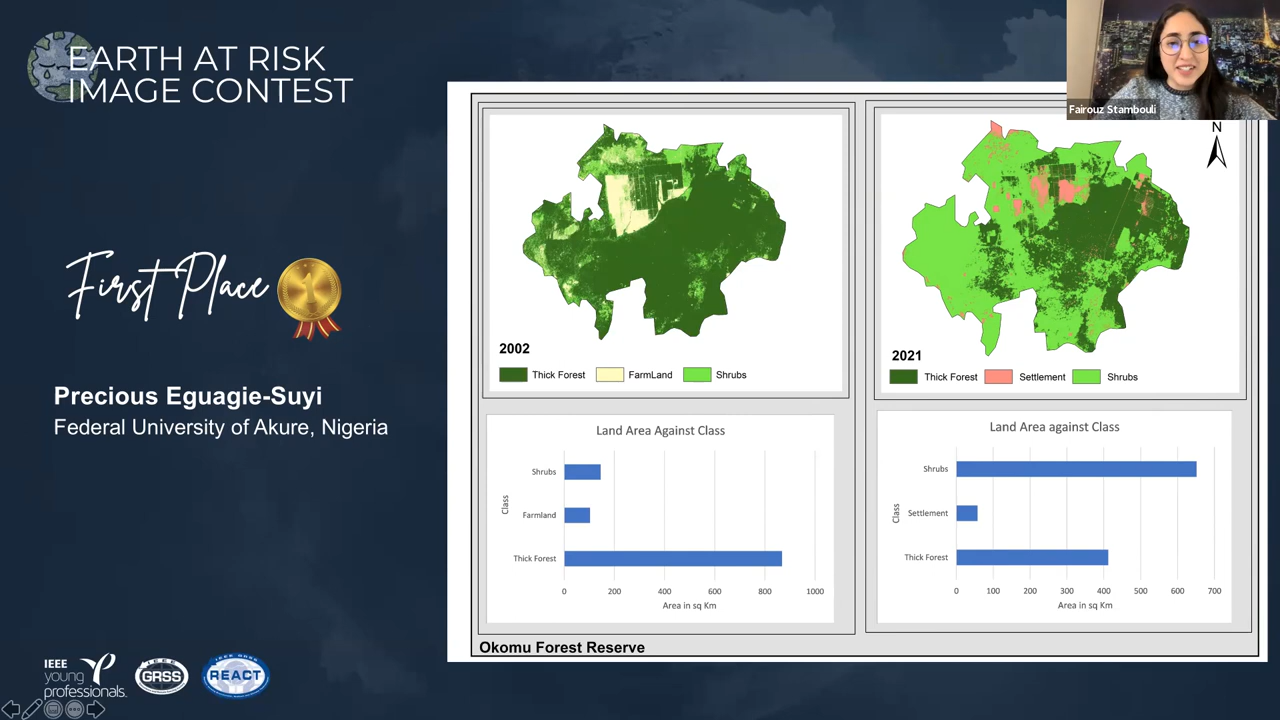 EARTH AT RISK
IMAGE CONTEST
Fairouz Stambouli
First Place
1
Precious Eguagie-Suyi
Federal University of Akure, Nigeria
2002
Thick Forest
FarmLand
Shrubs
N
2021
Thick Forest
Settlement
Shrubs
Land Area Against Class
Class
Shrubs
Farmland
Thick Forest
0 200 400 600 800 1000
Area in sq Km
Land Area against Class
Class
Shrubs
Settlement
Thick Forest
0 100 200 300 400 500 600 700
Area in sq Km
Okomu Forest Reserve
IEEE
young
professionals.
GRSS
REACT